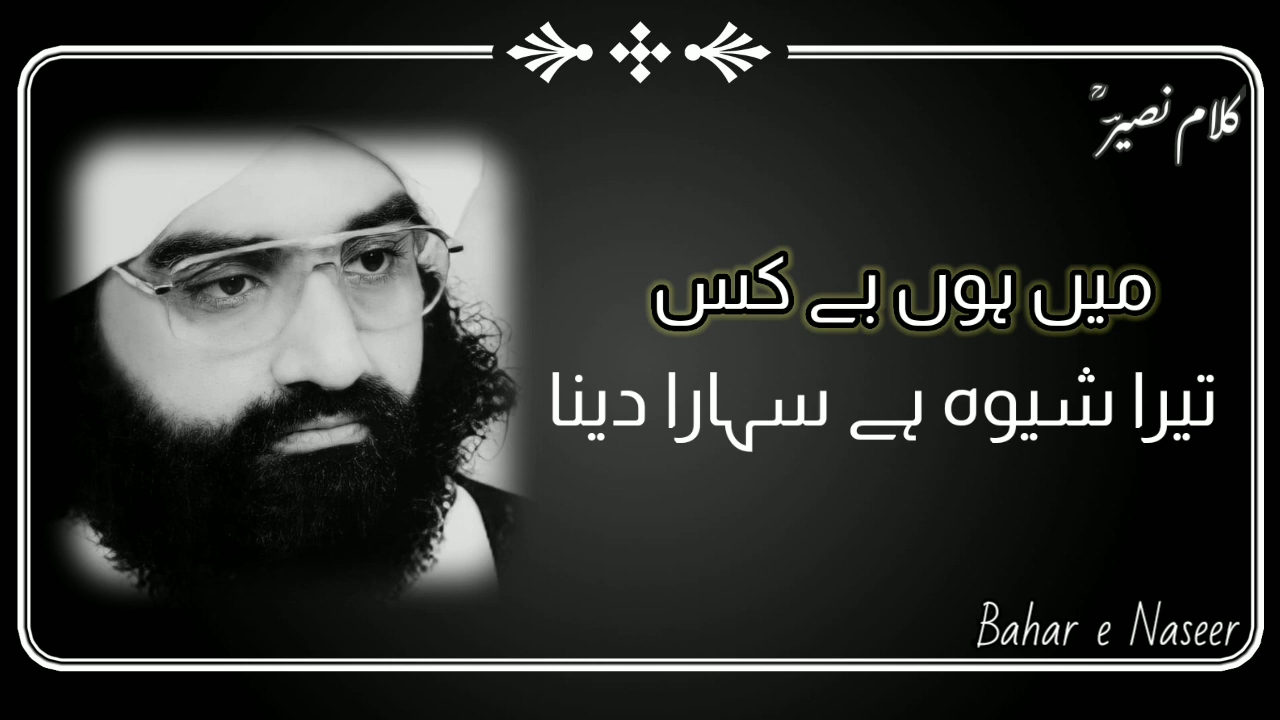 کلام نصیرؒ
میں ہوں بے کس
تیرا شیوہ ہے سہارا دینا
Bahar e Naseer